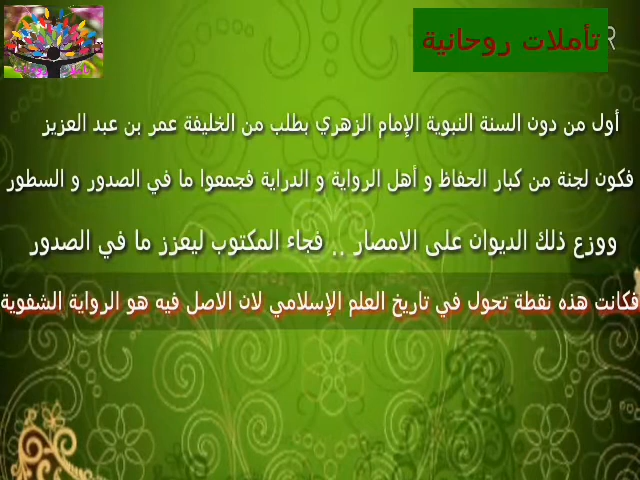 تأملات روحانية
أول من دون السنة النبوية الإمام الزهري بطلب من الخليفة عمر بن عبد العزيز
فكون لجنة من كبار الحفاظ و أهل الرواية و الدراية فجمعوا ما في الصدور و السطور
ووزع ذلك الديوان على الامصار .. فجاء المكتوب ليعزز ما في الصدور
فكانت هذه نقطة تحول في تاريخ العلم الإسلامي لان الاصل فيه هو الرواية الشفوية